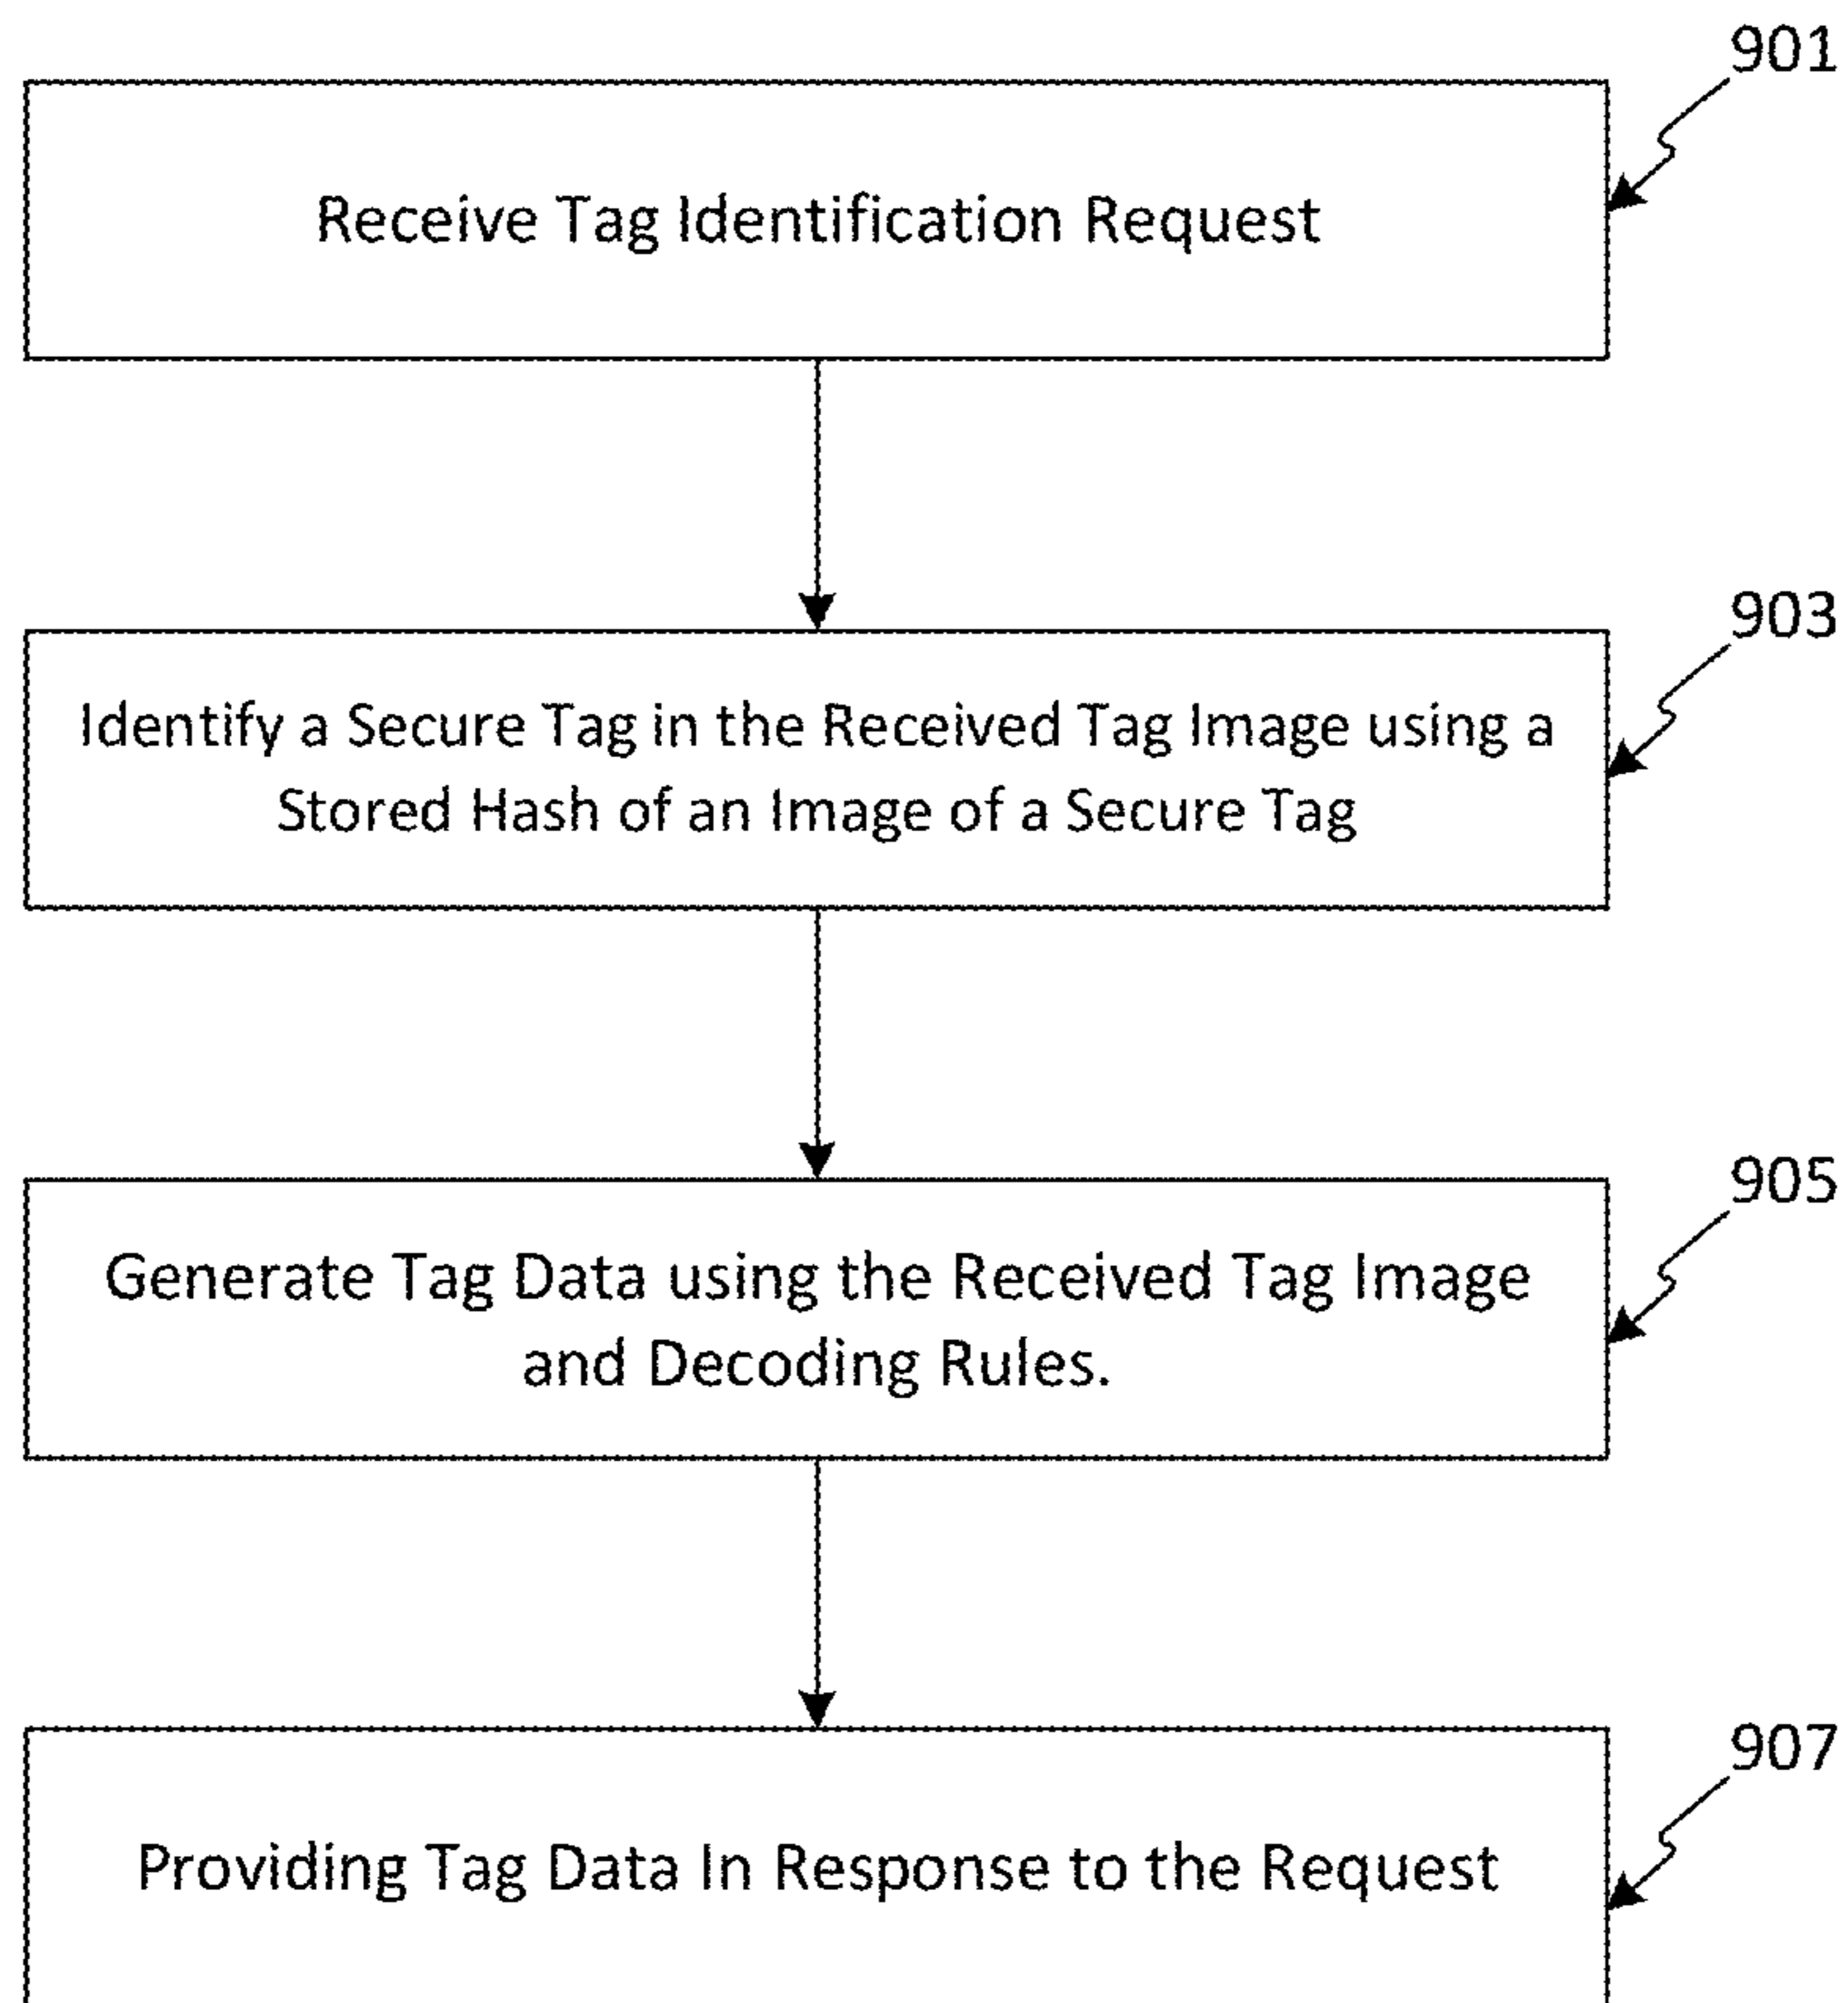 901
Receive Tag Identification Request
903
Identify a Secure Tag in the Received Tag Image using a
Stored Hash of an Image of a Secure Tag
905
Generate Tag Data using the Received Tag Image
and Decoding Rules.
907
Providing Tag Data In Response to the Request